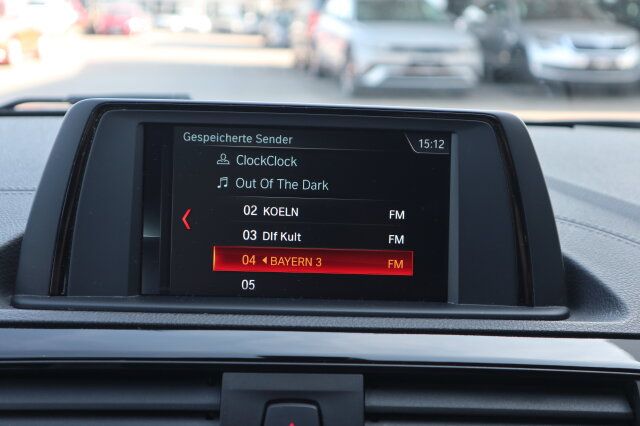 Gespeicherte Sender 15:12
ClockClock
Out Of The Dark
02 KOELN FM
03 Dlf Kult FM
04 BAYERN 3 FM
05